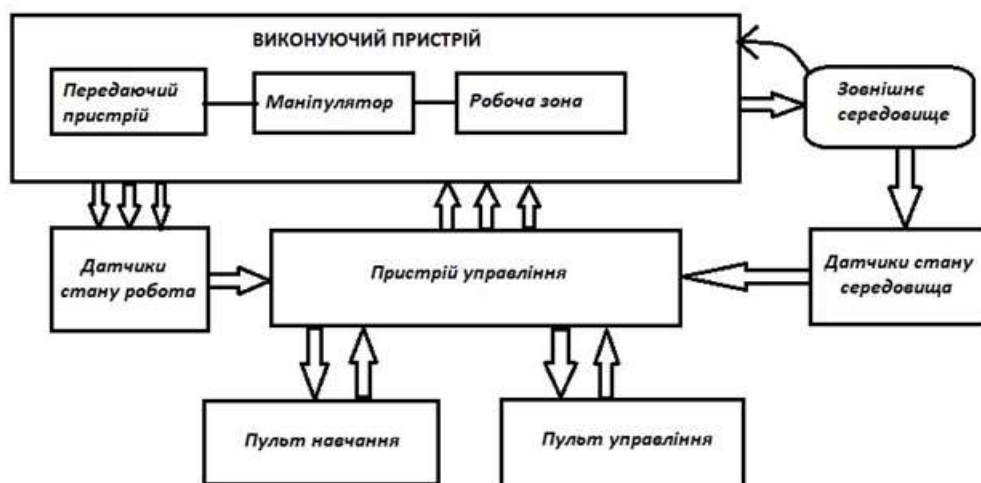 ВИКОНУЮЧИЙ ПРИСТРІЙ
Передаючий
пристрій
Маніпулятор
Робоча зона
Зовнішнє
середовище
Датчики
стану робота
Пристрій управління
Датчики стану
середовища
Пульт навчання
Пульт управління